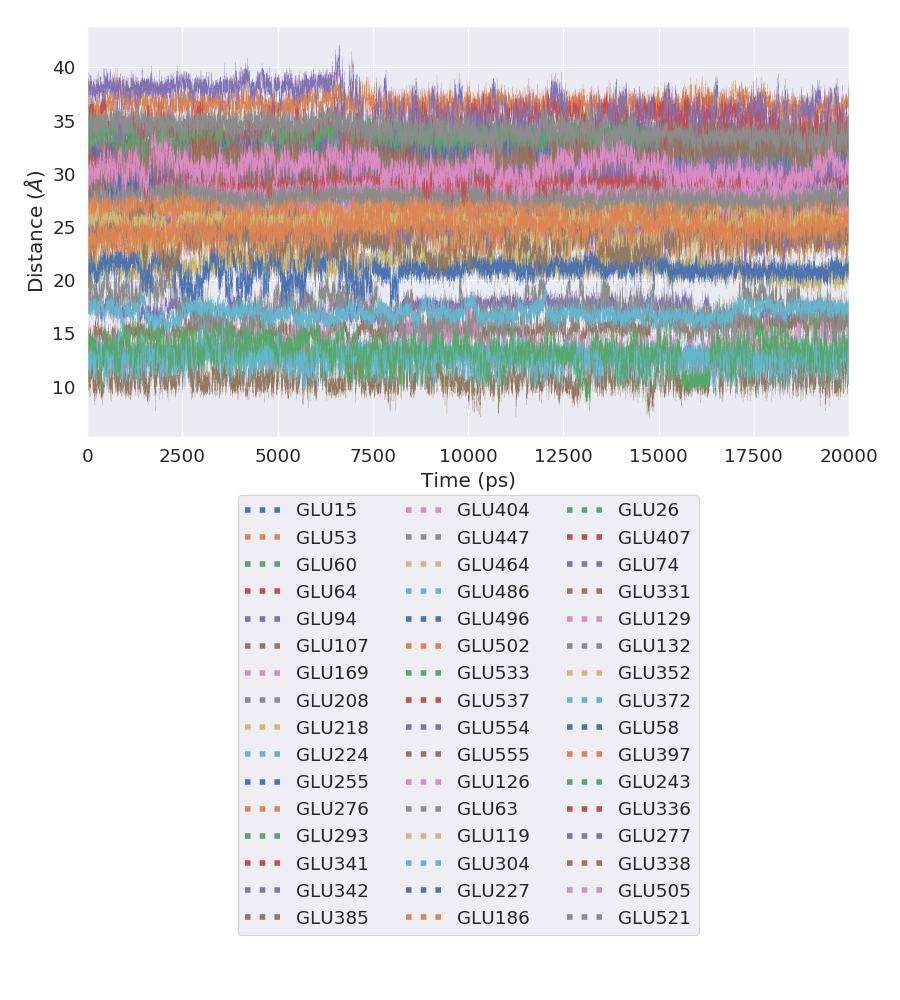 40
35
30
25
20
15
10
Distance (Å)
0 2500 5000 7500 10000 12500 15000 17500 20000
Time (ps)
GLU15 GLU404 GLU26
GLU53 GLU447 GLU407
GLU60 GLU464 GLU74
GLU64 GLU486 GLU331
GLU94 GLU496 GLU129
GLU107 GLU502 GLU132
GLU169 GLU533 GLU352
GLU208 GLU537 GLU372
GLU218 GLU554 GLU58
GLU224 GLU555 GLU397
GLU255 GLU126 GLU243
GLU276 GLU63 GLU336
GLU293 GLU119 GLU277
GLU341 GLU304 GLU338
GLU342 GLU227 GLU505
GLU385 GLU186 GLU521